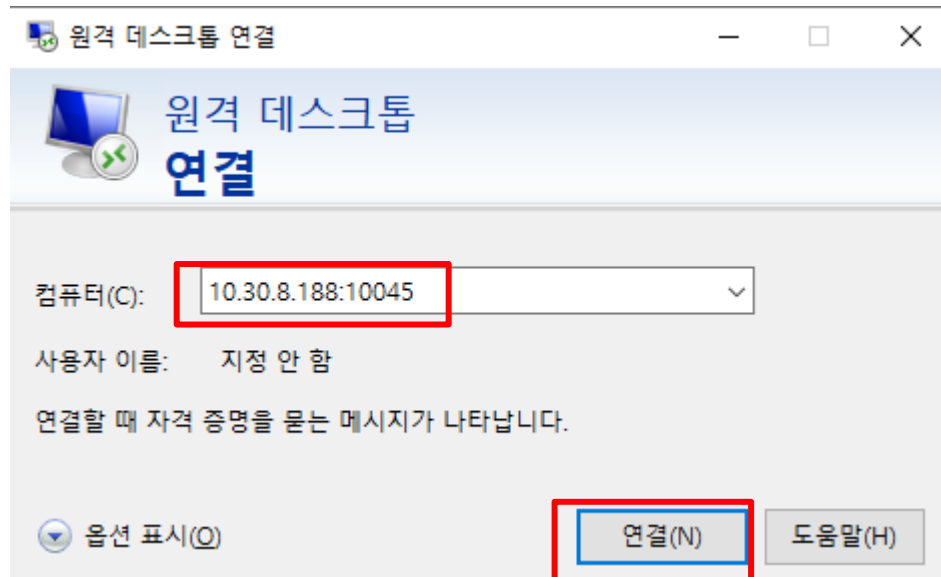 원격 데스크톱 연결
원격 데스크톱
연결
컴퓨터(C):
10.30.8.188:10045
사용자 이름:
지정 안 함
연결할 때 자격 증명을 묻는 메시지가 나타납니다.
옵션 표시(O)
연결(N)
도움말(H)